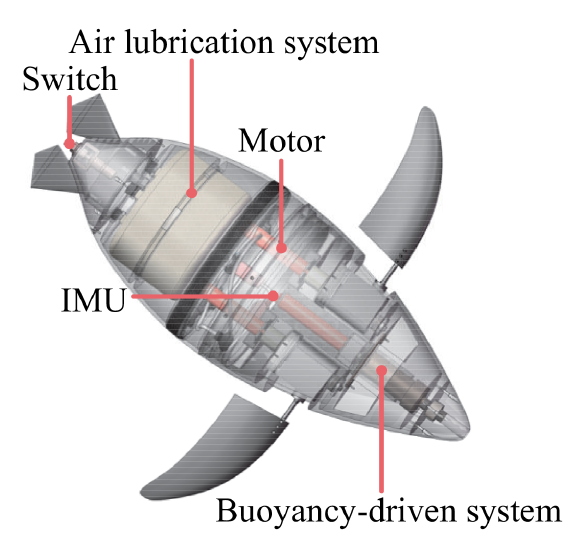 Air lubrication system
Switch
Motor
IMU
Buoyancy-driven system